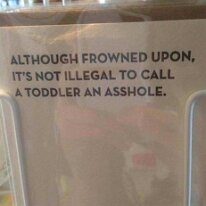 ALTHOUGH FROWNED UPON,
IT'S NOT ILLEGAL TO CALL
A TODDLER AN ASSHOLE.